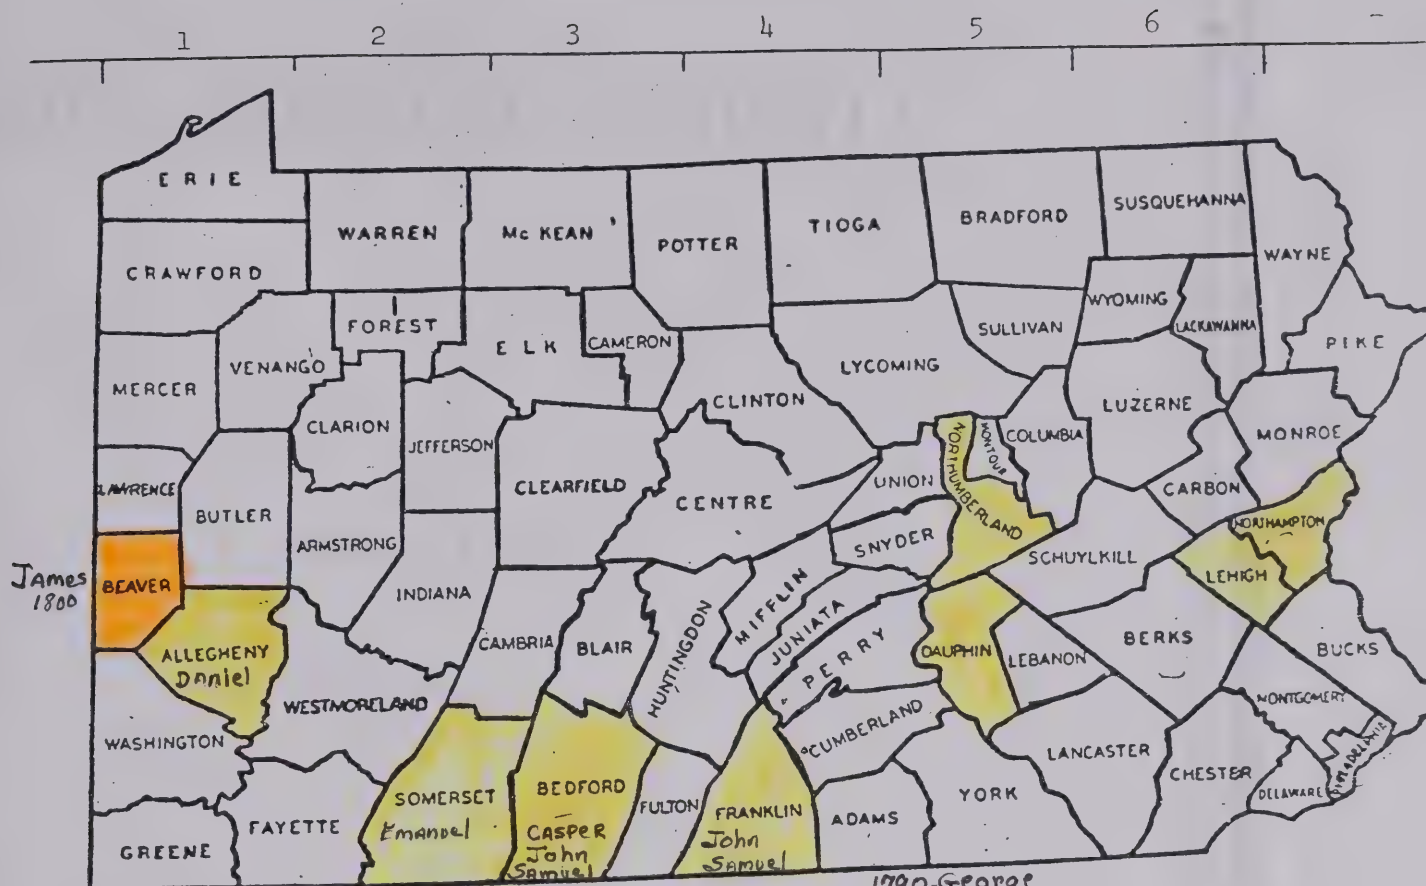 1 2 3 4 5 6
ERIE
WARREN
McKEAN
POTTER
TIOGA
BRADFORD
SUSQUEHANNA
WAYNE
CRAWFORD
FOREST
ELK
CAMERON
SULLIVAN
WYOMING
LACKAWANNA
PIKE
VENANGO
MERCER
LYCOMING
CLINTON
LUZERNE
CLARION
JEFFERSON
NORTHUMBERLAND
MONTOUR
COLUMBIA
MONROE
LAWRENCE
BUTLER
CLEARFIELD
CENTRE
UNION
CARBON
NORTHAMPTON
ARMSTRONG
SNYDER
SCHUYLKILL
LEHIGH
James
1800
BEAVER
INDIANA
CAMBRIA
BLAIR
HUNTINGDON
MIFFLIN
JUNIATA
PERRY
DAUPHIN
LEBANON
BERKS
BUCKS
ALLEGHENY
Daniel
WESTMORELAND
CUMBERLAND
MONTGOMERY
WASHINGTON
LANCASTER
CHESTER
DELAWARE
PHILADELPHIA
SOMERSET
Emanuel
BEDFORD
CASPER
John
Samuel
FULTON
FRANKLIN
John
Samuel
ADAMS
YORK
FAYETTE
GREENE
1790-George